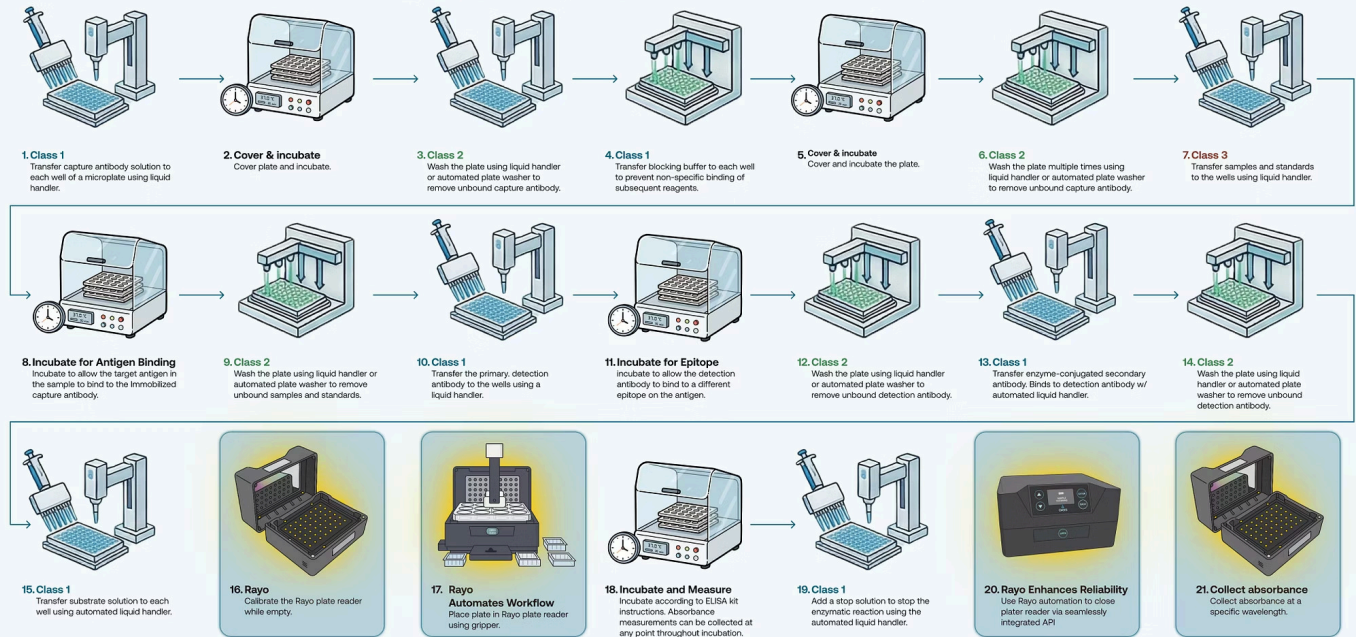 1. Class 1
Transfer capture antibody solution to
each well of a microplate using liquid
handler.
2. Cover & incubate
Cover plate and incubate.
3. Class 2
Wash the plate using liquid handler
or automated plate washer to
remove unbound capture antibody.
4. Class 1
Transfer blocking buffer to each well
to prevent non-specific binding of
subsequent reagents.
5. Cover & incubate
Cover and incubate the plate.
6. Class 2
Wash the plate multiple times using
liquid handler or automated plate washer
to remove unbound capture antibody.
7. Class 3
Transfer samples and standards
to the wells using liquid handler.
8. Incubate for Antigen Binding
Incubate to allow the target antigen in
the sample to bind to the Immobilized
capture antibody.
9. Class 2
Wash the plate using liquid handler or
automated plate washer to remove
unbound samples and standards.
10. Class 1
Transfer the primary. detection
antibody to the wells using a
liquid handler.
11. Incubate for Epitope
incubate to allow the detection
antibody to bind to a different
epitope on the antigen.
12. Class 2
Wash the plate using liquid handler
or automated plate washer to
remove unbound detection antibody.
13. Class 1
Transfer enzyme-conjugated secondary
antibody. Binds to detection antibody w/
automated liquid handler.
14. Class 2
Wash the plate using liquid
handler or automated plate
washer to remove unbound
detection antibody.
15. Class 1
Transfer substrate solution to each
well using automated liquid handler.
16. Rayo
Calibrate the Rayo plate reader
while empty.
17. Rayo
Automates Workflow
Place plate in Rayo plate reader
using gripper.
18. Incubate and Measure
Incubate according to ELISA kit
instructions. Absorbance
measurements can be collected at
any point throughout incubation.
19. Class 1
Add a stop solution to stop the
enzymatic reaction using the
automated liquid handler.
20. Rayo Enhances Reliability
Use Rayo automation to close
plater reader via seamlessly
integrated API
21. Collect absorbance
Collect absorbance at a
specific wavelength.